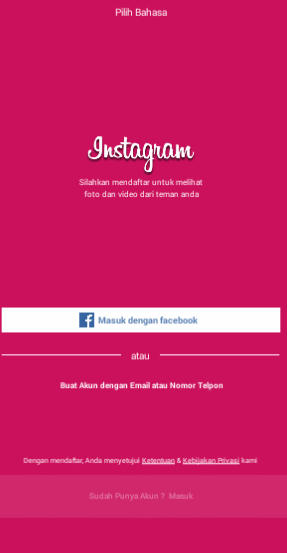 Pilih Bahasa
Instagram
Silahkan mendaftar untuk melihat
foto dan video dari teman anda
Masuk dengan facebook
atau
Buat Akun dengan Email atau Nomor Telpon
Dengan mendaftar, Anda menyetujui Ketentuan & Kebijakan Privasi kami
Sudah Punya Akun ? Masuk